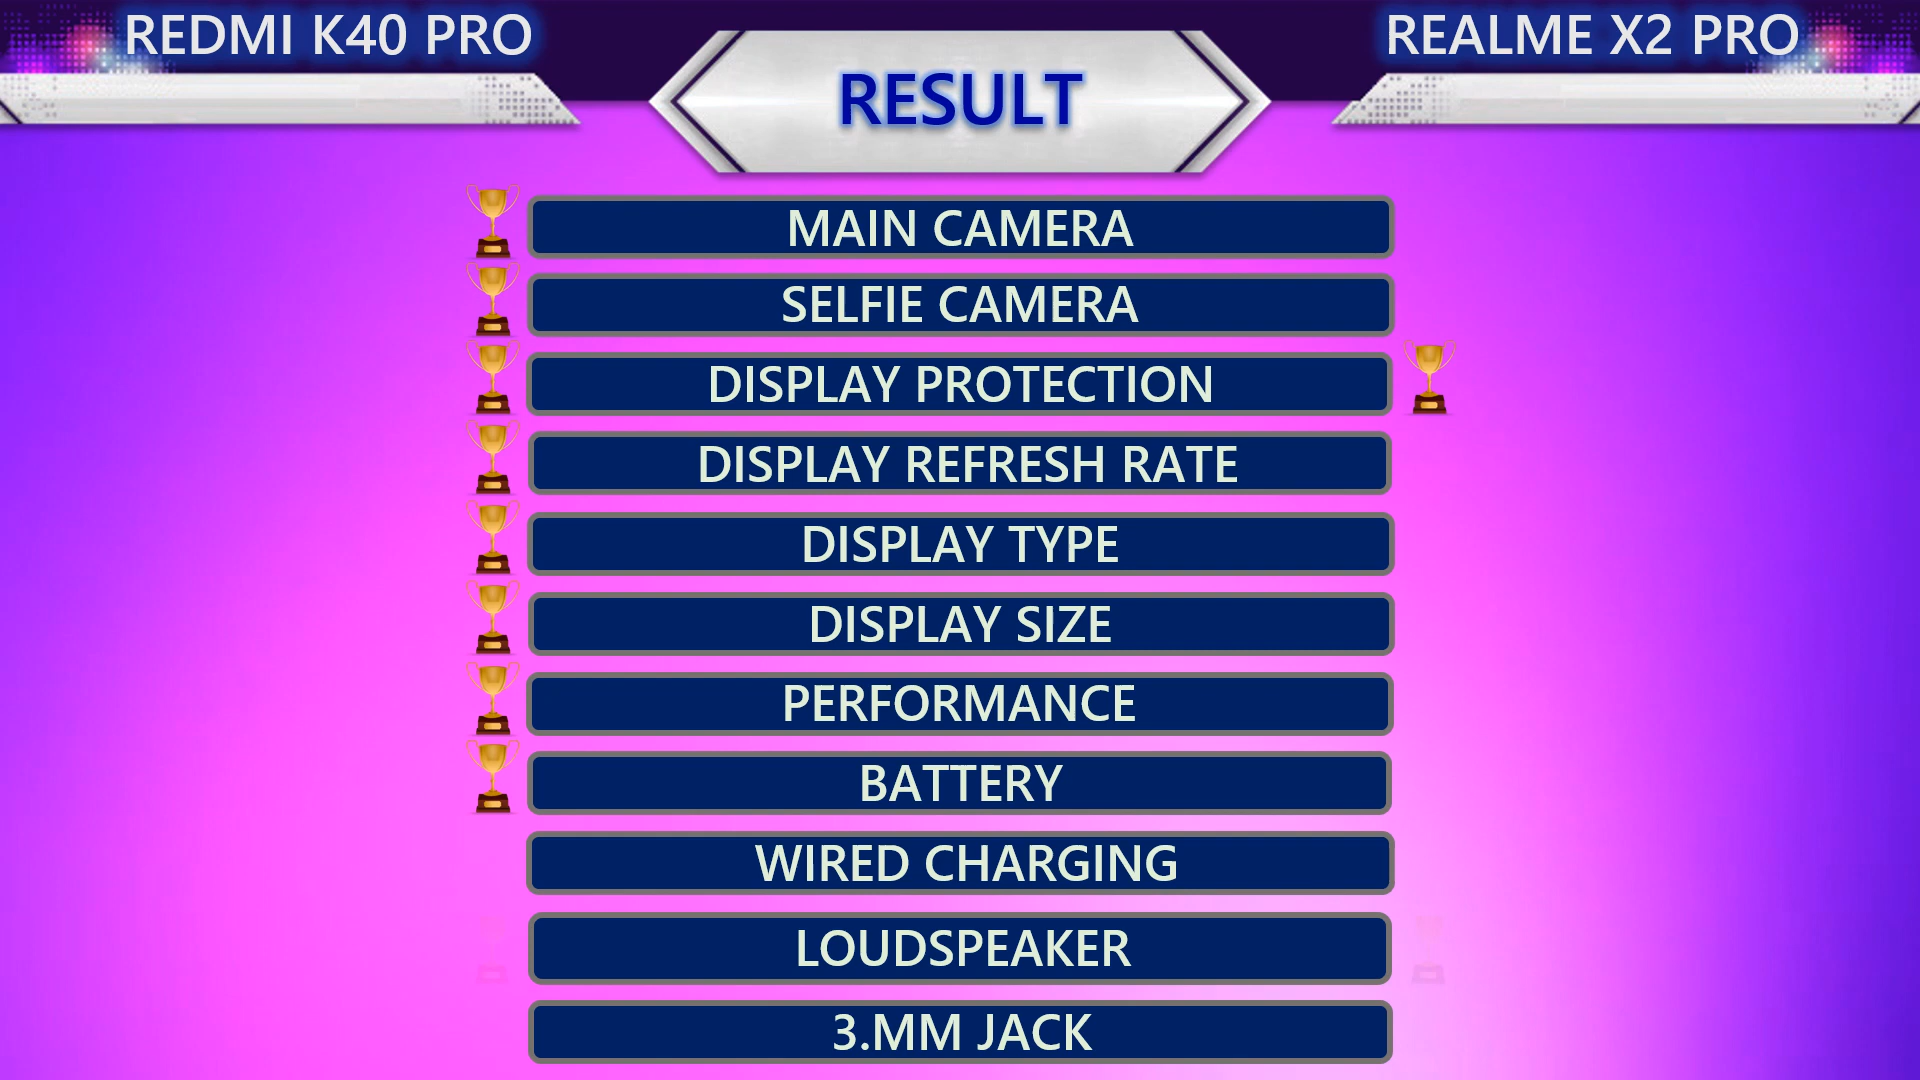 REDMI K40 PRO
REALME X2 PRO
RESULT
MAIN CAMERA
SELFIE CAMERA
DISPLAY PROTECTION
DISPLAY REFRESH RATE
DISPLAY TYPE
DISPLAY SIZE
PERFORMANCE
BATTERY
WIRED CHARGING
LOUDSPEAKER
3.MM JACK